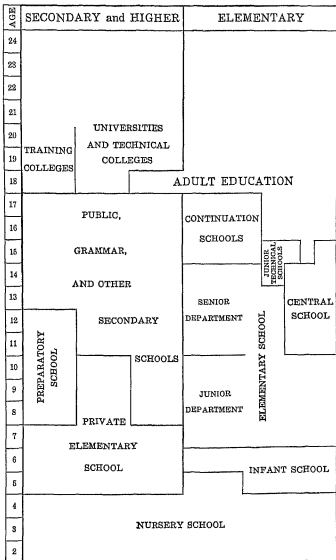 AGE
SECONDARY and HIGHER
ELEMENTARY
24
23
22
21
20
19
18
17
16
15
14
13
12
11
10
9
8
7
6
5
4
3
2
TRAINING
COLLEGES
UNIVERSITIES
AND TECHNICAL
COLLEGES
ADULT EDUCATION
PUBLIC,
GRAMMAR,
AND OTHER
SECONDARY
SCHOOLS
PREPARATORY
SCHOOL
PRIVATE
ELEMENTARY
SCHOOL
CONTINUATION
SCHOOLS
JUNIOR
TECHNICAL
SCHOOLS
SENIOR
DEPARTMENT
CENTRAL
SCHOOL
ELEMENTARY SCHOOL
JUNIOR
DEPARTMENT
INFANT SCHOOL
NURSERY SCHOOL